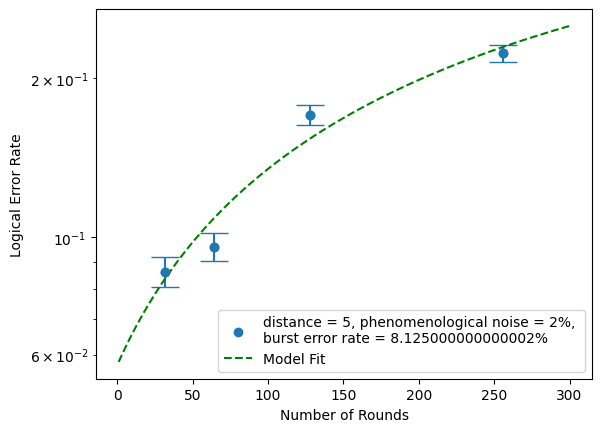 Logical Error Rate
2 × 10⁻¹
10⁻¹
6 × 10⁻²
distance = 5, phenomenological noise = 2%,
burst error rate = 8.125000000000002%
Model Fit
0 50 100 150 200 250 300
Number of Rounds